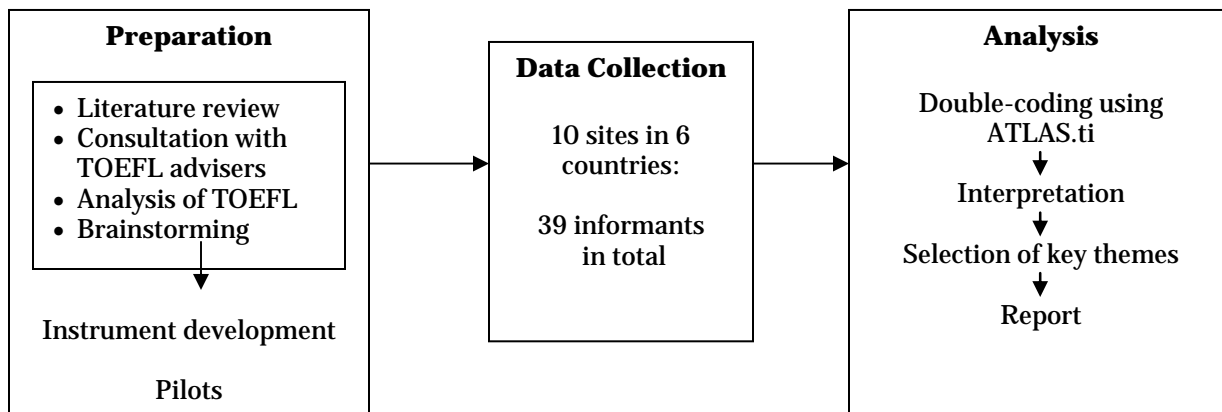 Preparation
• Literature review
• Consultation with
TOEFL advisers
• Analysis of TOEFL
• Brainstorming
Instrument development
Pilots
Data Collection
10 sites in 6
countries:
39 informants
in total
Analysis
Double-coding using
ATLAS.ti
Interpretation
Selection of key themes
Report